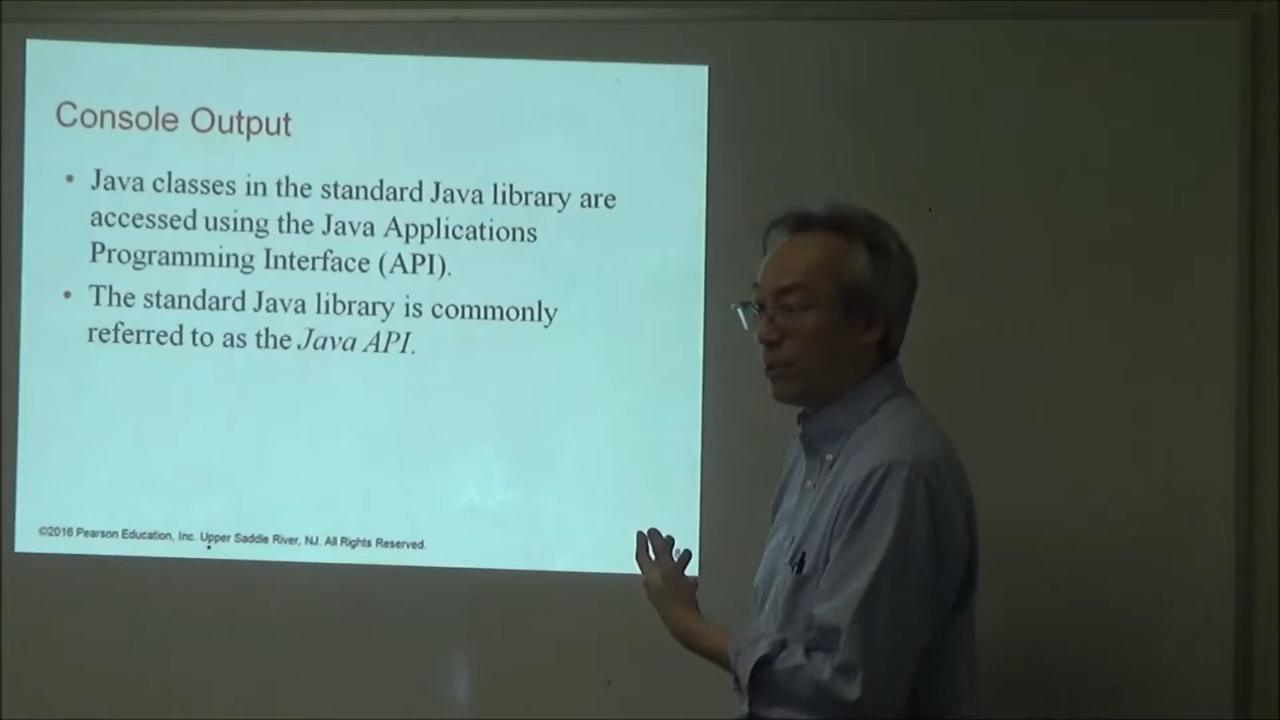 Console Output
• Java classes in the standard Java library are
accessed using the Java Applications
Programming Interface (API).
• The standard Java library is commonly
referred to as the Java API.
©2016 Pearson Education, Inc. Upper Saddle River, NJ. All Rights Reserved.